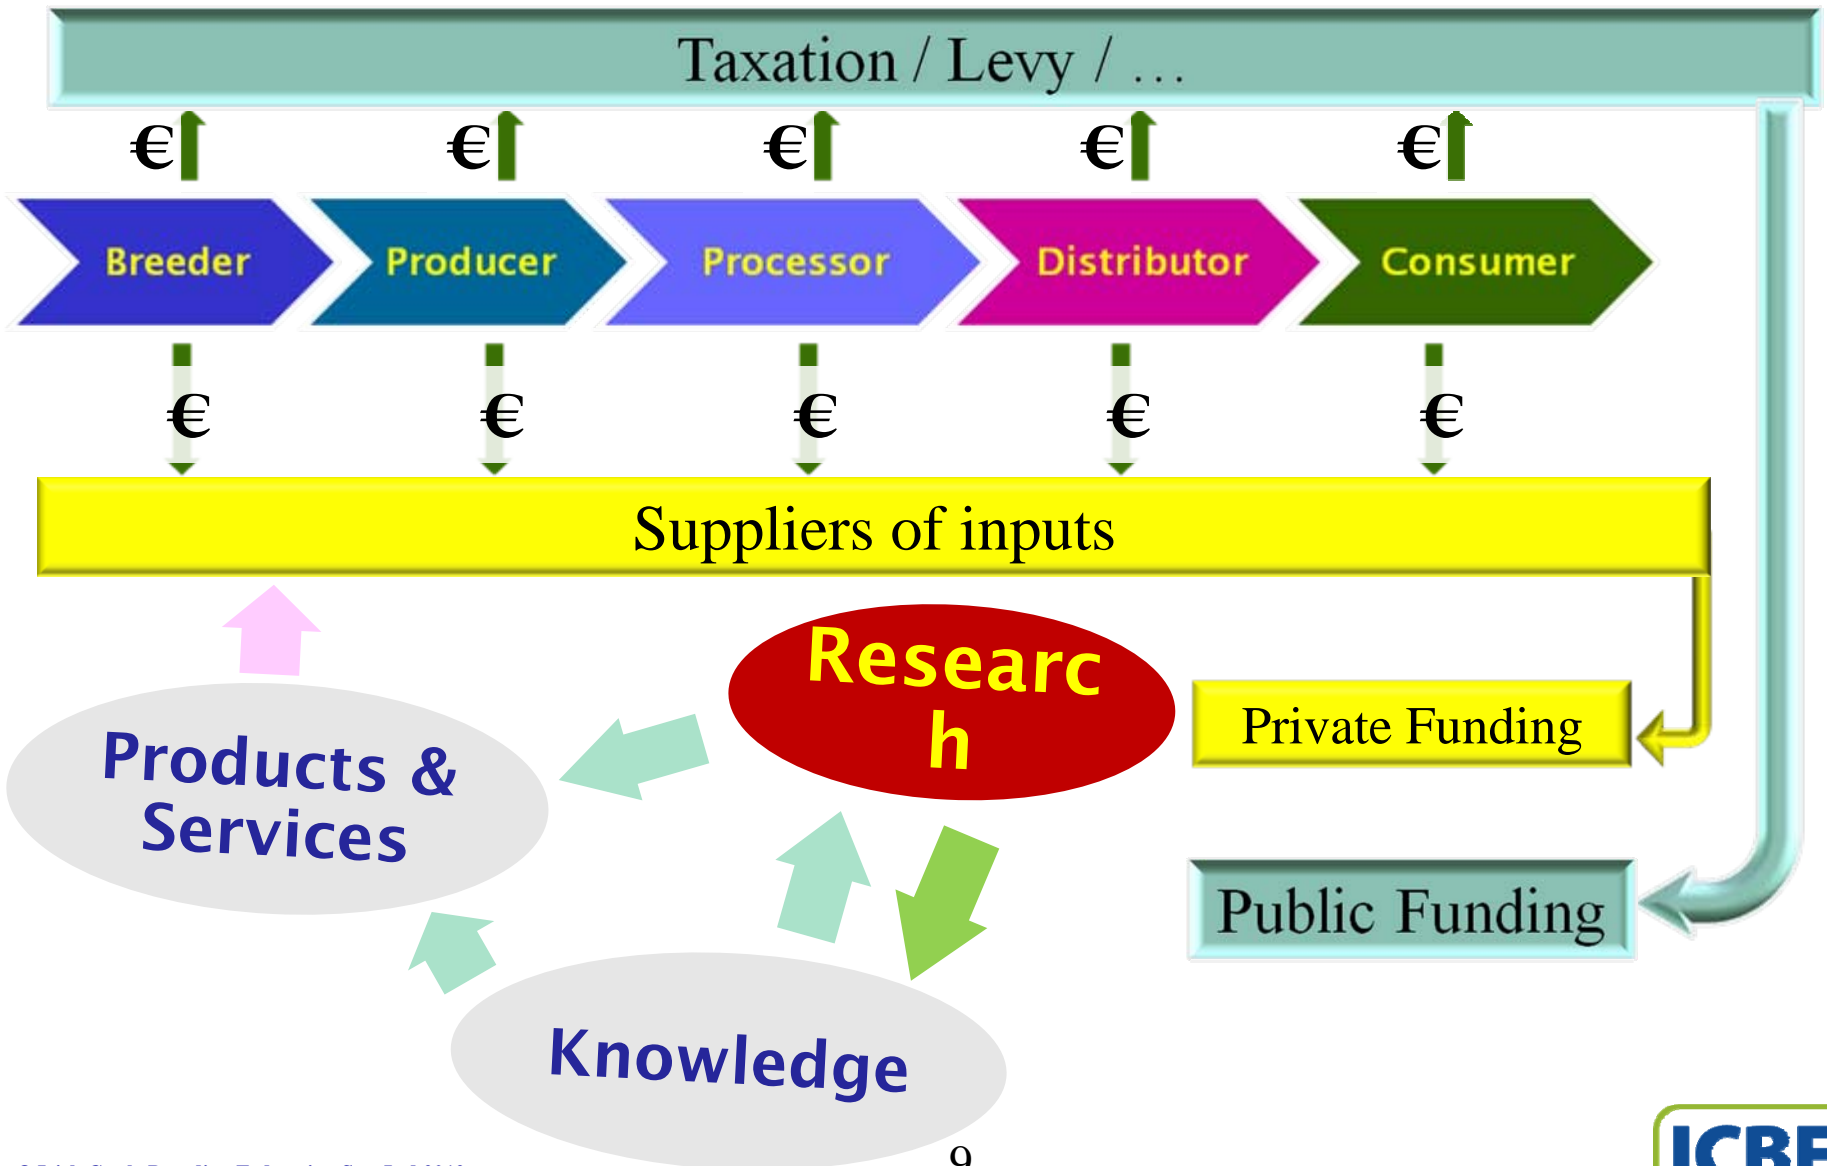 Taxation / Levy / ...
€ € € € €
Breeder Producer Processor Distributor Consumer
€ € € € €
Suppliers of inputs
Researc
h
Private Funding
Products &
Services
Public Funding
Knowledge
9